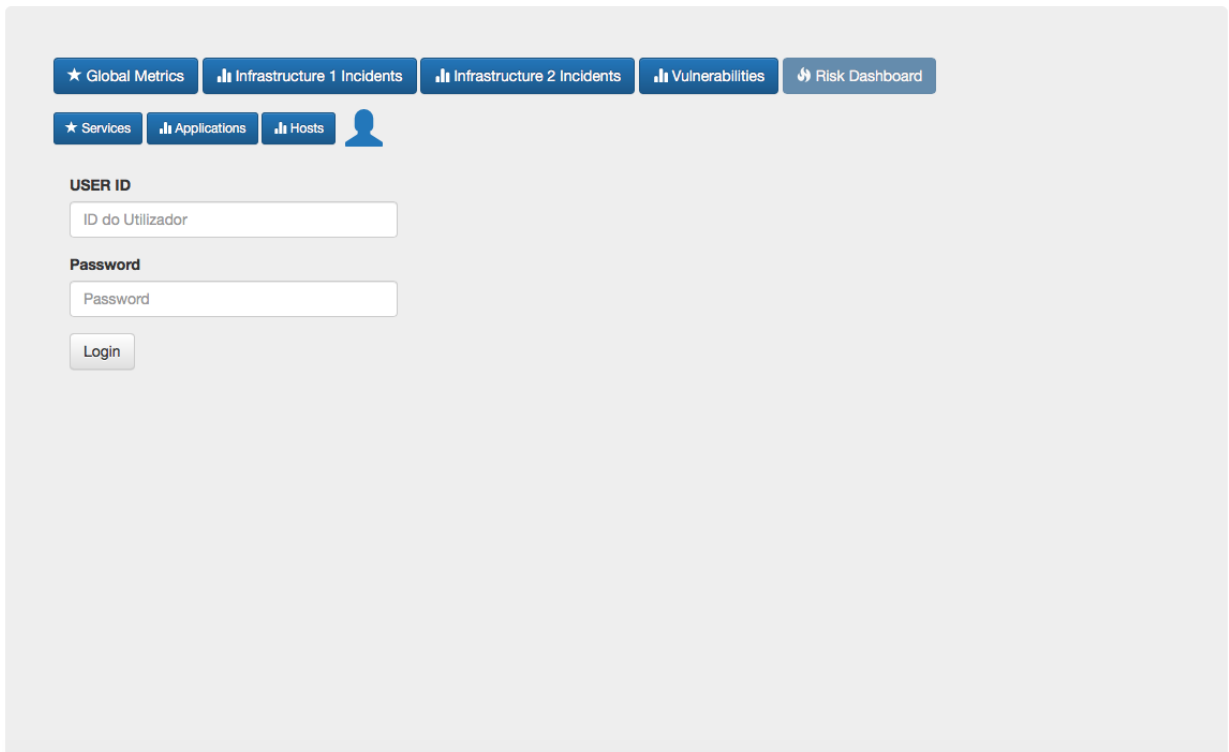 Global Metrics Infrastructure 1 Incidents Infrastructure 2 Incidents Vulnerabilities Risk Dashboard
Services Applications Hosts
USER ID
ID do Utilizador
Password
Password
Login